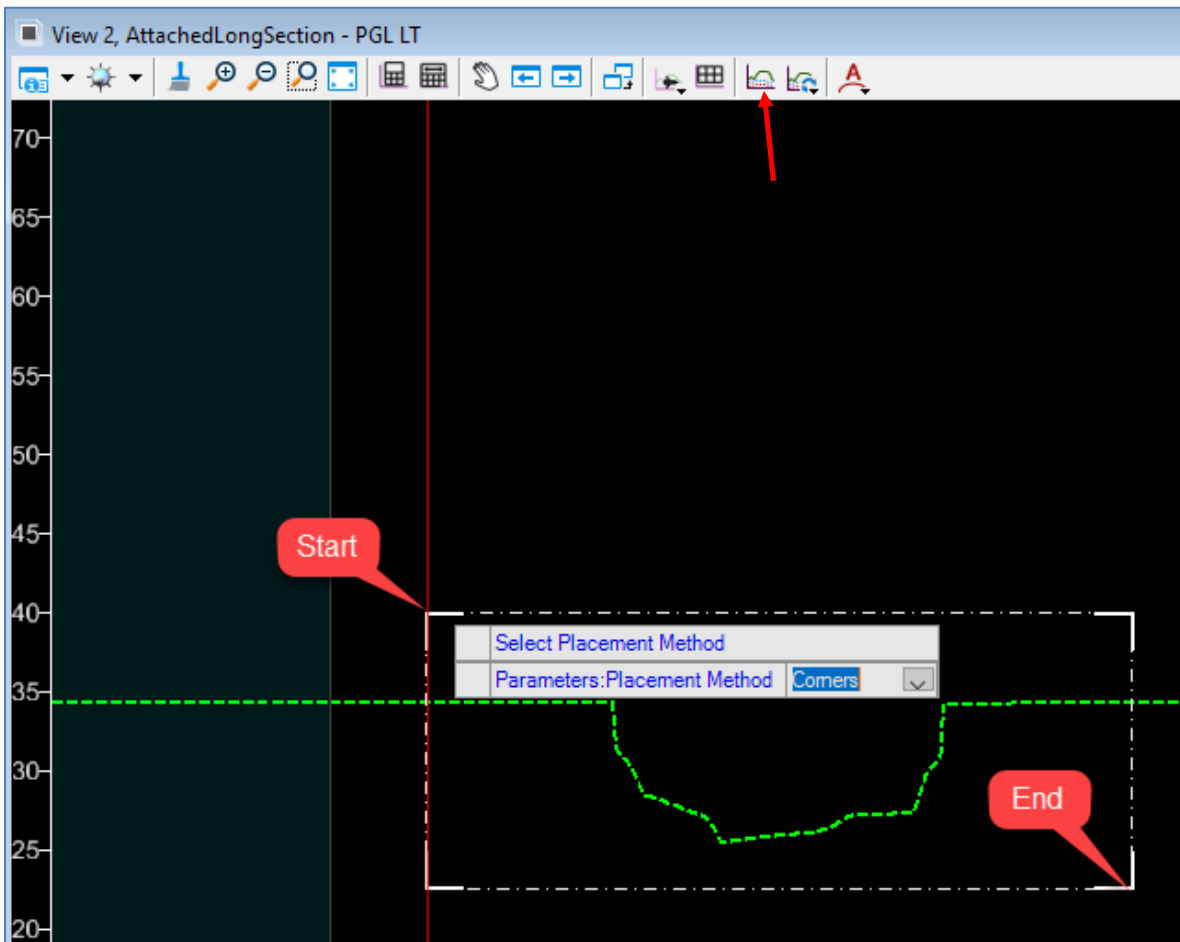 View 2, AttachedLongSection - PGL LT
70
65
60
55
50
45
Start
40
Select Placement Method
Parameters:Placement Method Corners
35
30
End
25
20